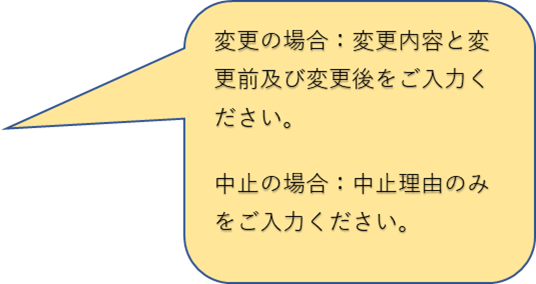 変更の場合：変更内容と変
更前及び変更後をご入力く
ださい。
中止の場合：中止理由のみ
をご入力ください。